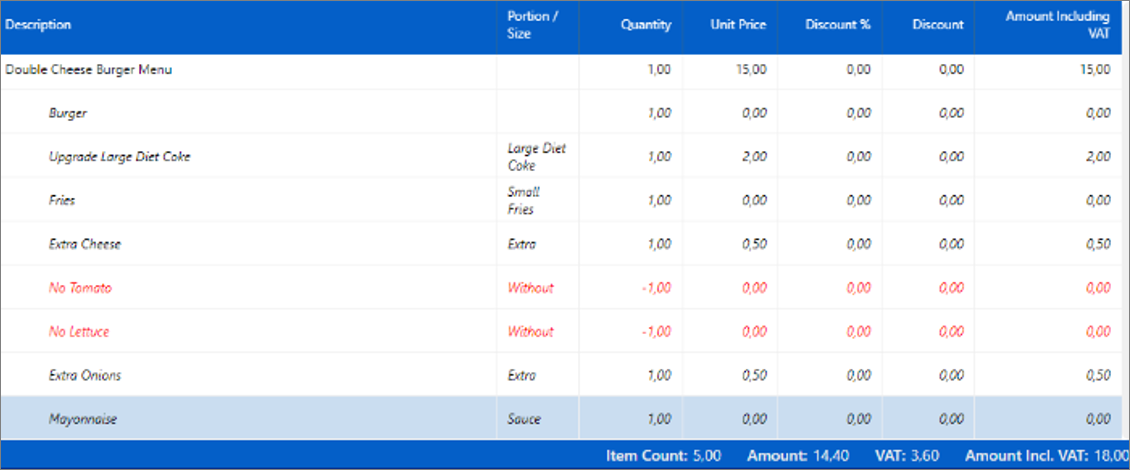 Description Portion / Size Quantity Unit Price Discount % Discount Amount Including VAT
Double Cheese Burger Menu 1,00 15,00 0,00 0,00 15,00
Burger 1,00 0,00 0,00 0,00 0,00
Upgrade Large Diet Coke Large Diet Coke 1,00 2,00 0,00 0,00 2,00
Fries Small Fries 1,00 0,00 0,00 0,00 0,00
Extra Cheese Extra 1,00 0,50 0,00 0,00 0,50
No Tomato Without -1,00 0,00 0,00 0,00 0,00
No Lettuce Without -1,00 0,00 0,00 0,00 0,00
Extra Onions Extra 1,00 0,50 0,00 0,00 0,50
Mayonnaise Sauce 1,00 0,00 0,00 0,00 0,00
Item Count: 5,00 Amount: 14,40 VAT: 3,60 Amount Incl. VAT: 18,00